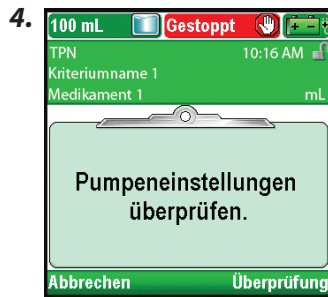 4.
100 mL Gestoppt
TPN 10:16 AM
Kriteriumname 1
Medikament 1 mL
Pumpeneinstellungen
überprüfen.
Abbrechen Überprüfung